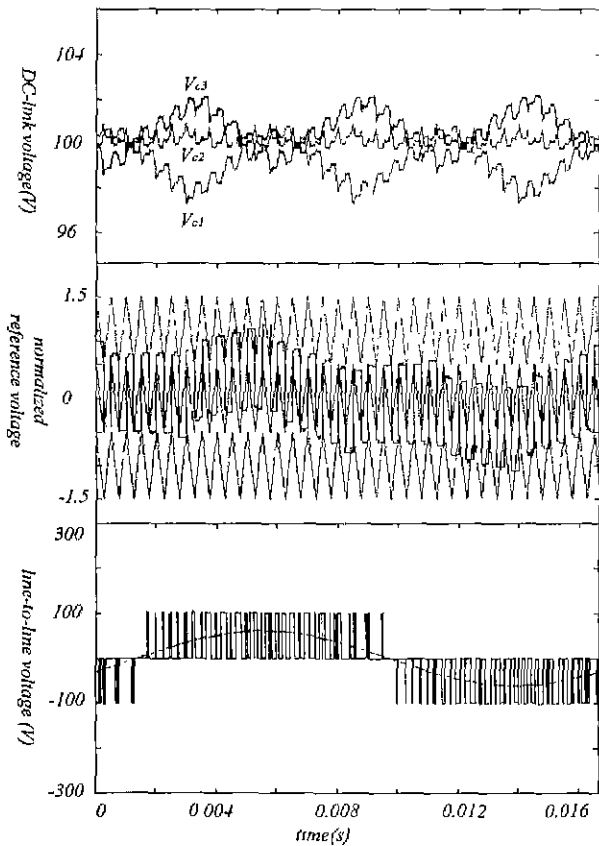 104
100
96
DC-link voltage(V)
Vc3
Vc2
Vc1
1.5
0
-1.5
normalized
reference voltage
300
100
-100
-300
line-to-line voltage (V)
0
0 004
0.008
0.012
0.016
time(s)